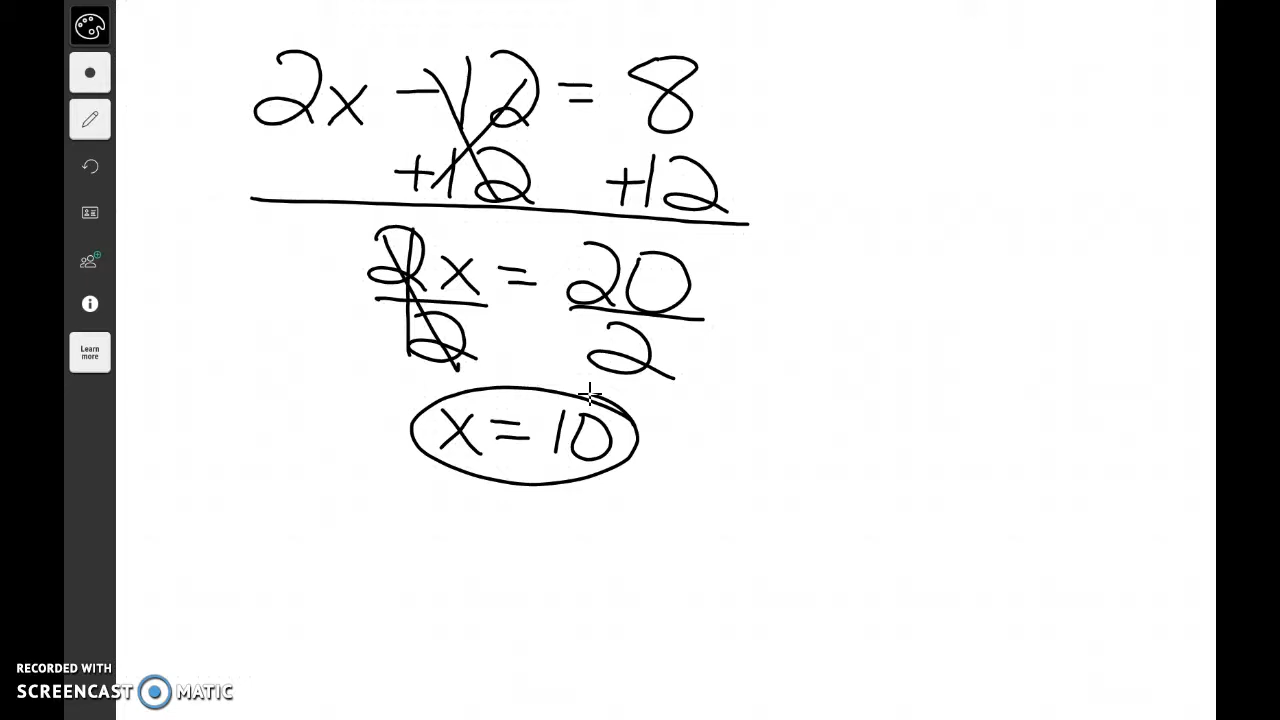 2x - 12 = 8
+12 +12
2x = 20
2 2
x = 10
Learn
more
RECORDED WITH
SCREENCAST MATIC